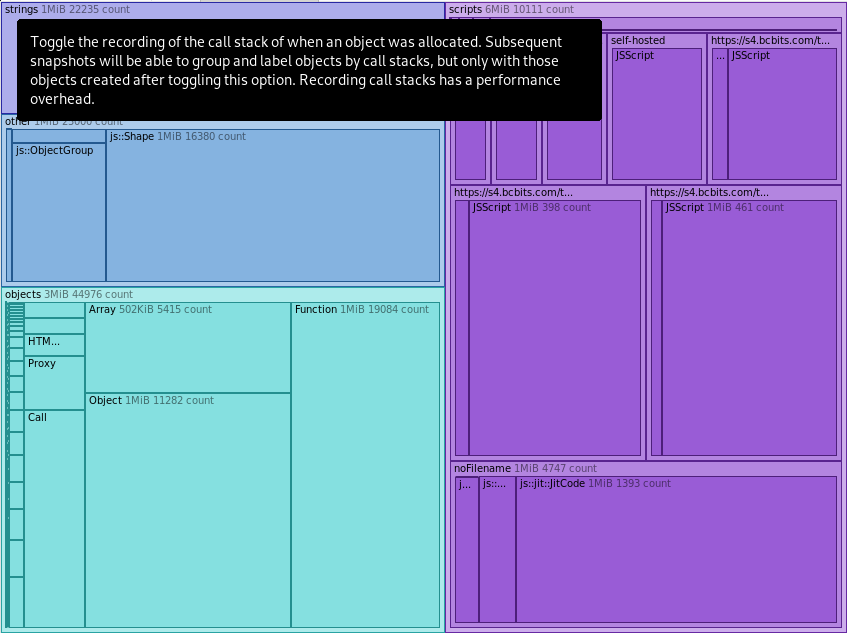 strings 1MiB 22235 count
scripts 6MiB 10111 count
Toggle the recording of the call stack of when an object was allocated. Subsequent
snapshots will be able to group and label objects by call stacks, but only with those
objects created after toggling this option. Recording call stacks has a performance
overhead.
self-hosted
JSScript
https://s4.bcbits.com/t...
...
JSScript
other 1MiB 23000 count
js::ObjectGroup
js::Shape 1MiB 16380 count
https://s4.bcbits.com/t...
JSScript 1MiB 398 count
https://s4.bcbits.com/t...
JSScript 1MiB 461 count
objects 3MiB 44976 count
HTM...
Proxy
Call
Array 502KiB 5415 count
Object 1MiB 11282 count
Function 1MiB 19084 count
noFilename 1MiB 4747 count
j...
js::...
js::jit::JitCode 1MiB 1393 count